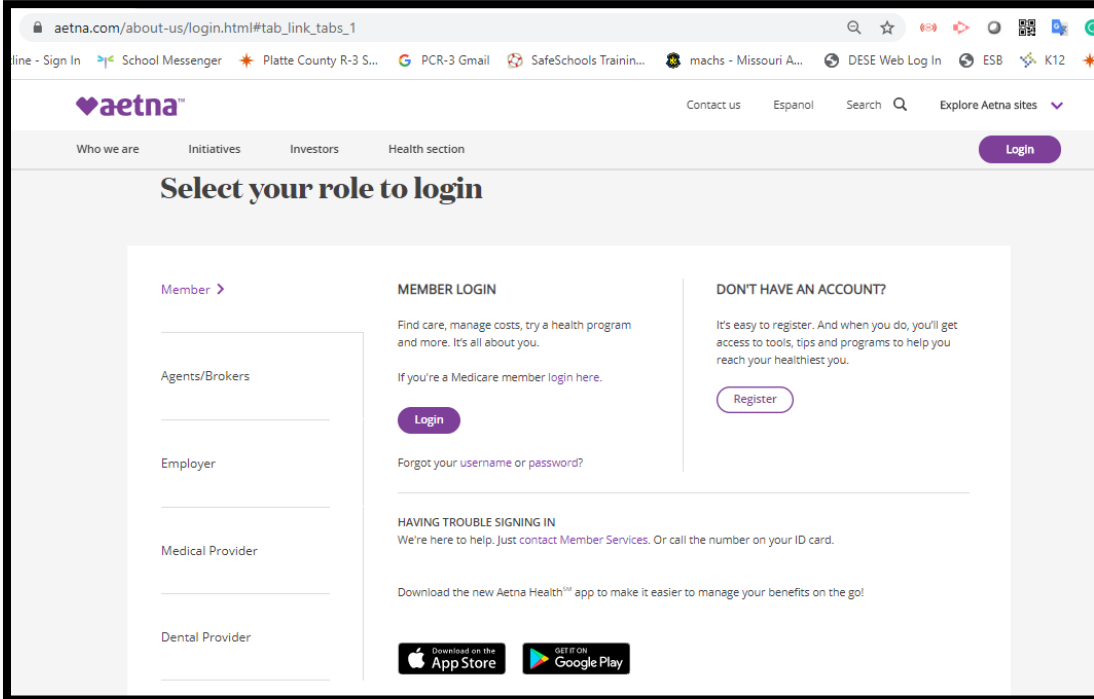 aetna.com/about-us/login.html#tab_link_tabs_1
line - Sign In School Messenger Platte County R-3 S... PCR-3 Gmail SafeSchools Trainin... machs - Missouri A... DESE Web Log In ESB K12
aetna™
Contact us Espanol Search Explore Aetna sites
Who we are Initiatives Investors Health section Login
Select your role to login
Member
Agents/Brokers
Employer
Medical Provider
Dental Provider
MEMBER LOGIN
Find care, manage costs, try a health program
and more. It's all about you.
If you're a Medicare member login here.
Login
Forgot your username or password?
DON'T HAVE AN ACCOUNT?
It's easy to register. And when you do, you'll get
access to tools, tips and programs to help you
reach your healthiest you.
Register
HAVING TROUBLE SIGNING IN
We're here to help. Just contact Member Services. Or call the number on your ID card.
Download the new Aetna Health℠ app to make it easier to manage your benefits on the go!
Download on the
App Store
GET IT ON
Google Play